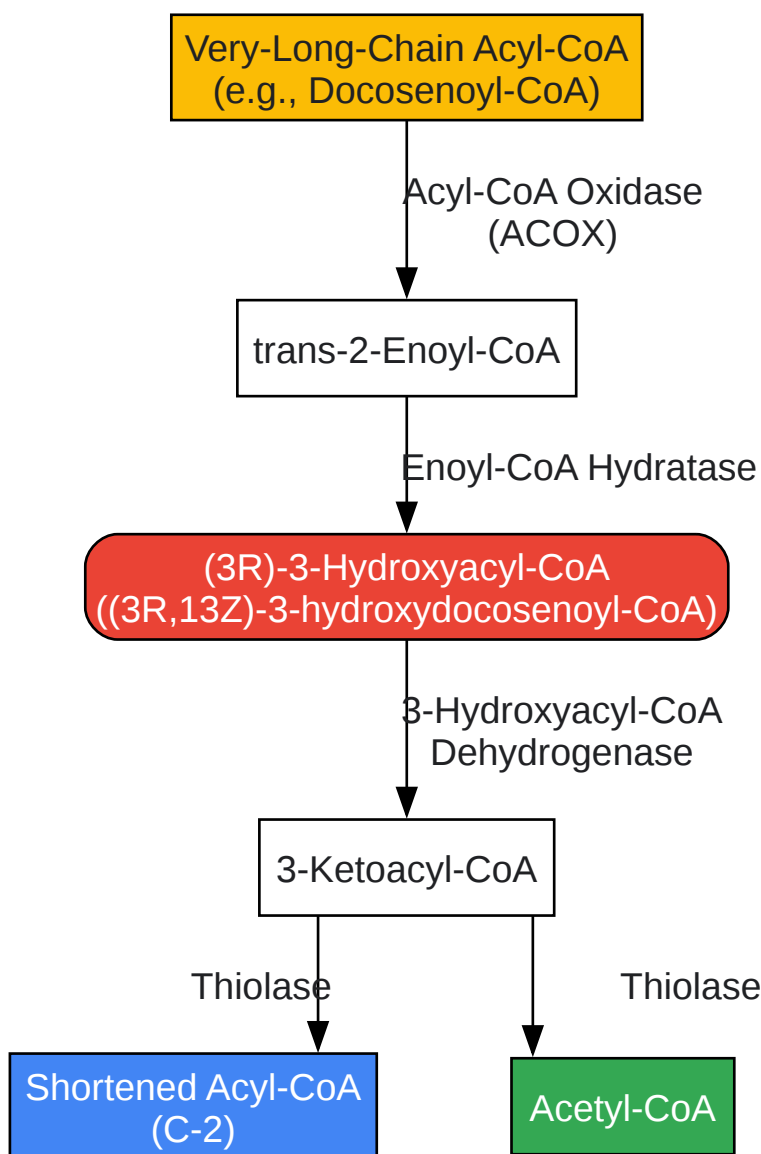 Very-Long-Chain Acyl-CoA
(e.g., Docosenoyl-CoA)
Acyl-CoA Oxidase
(ACOX)
trans-2-Enoyl-CoA
Enoyl-CoA Hydratase
(3R)-3-Hydroxyacyl-CoA
((3R,13Z)-3-hydroxydocosenoyl-CoA)
3-Hydroxyacyl-CoA
Dehydrogenase
3-Ketoacyl-CoA
Thiolase
Thiolase
Shortened Acyl-CoA
(C-2)
Acetyl-CoA